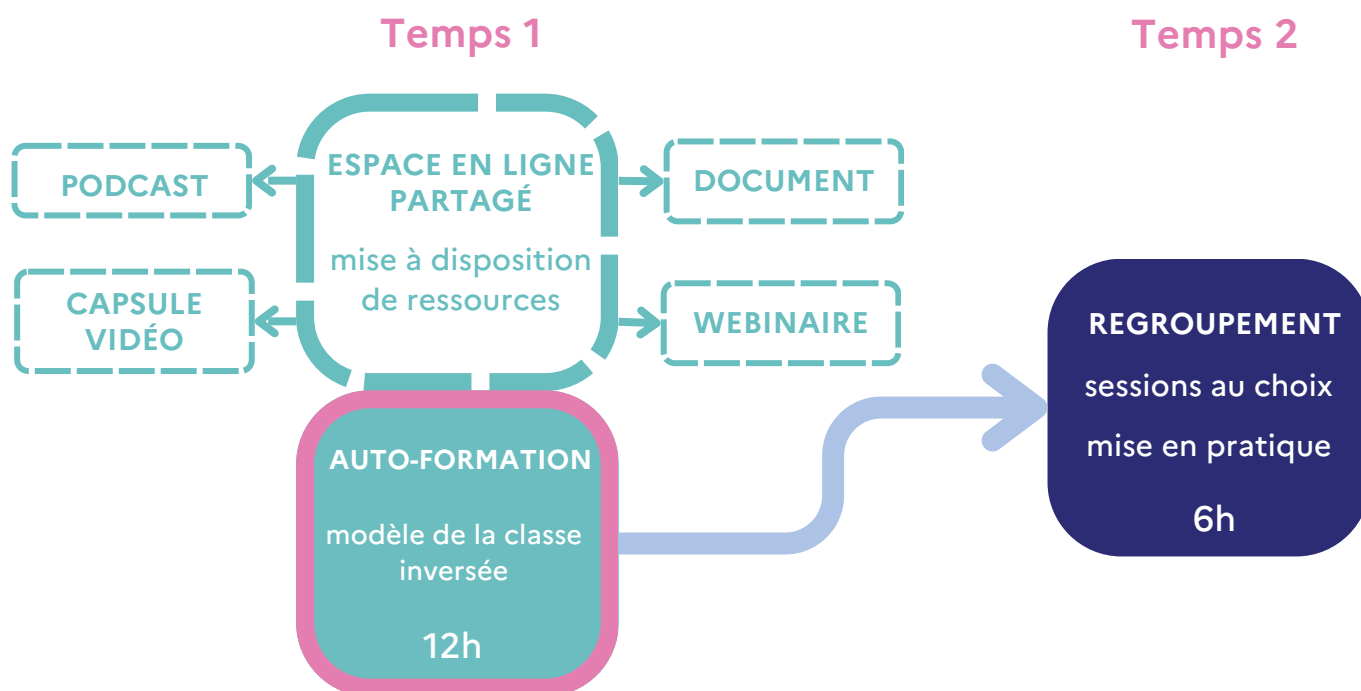 Temps 1
Temps 2
ESPACE EN LIGNE
PARTAGÉ
mise à disposition
de ressources
PODCAST
CAPSULE
VIDÉO
DOCUMENT
WEBINAIRE
AUTO-FORMATION
modèle de la classe
inversée
12h
REGROUPEMENT
sessions au choix
mise en pratique
6h